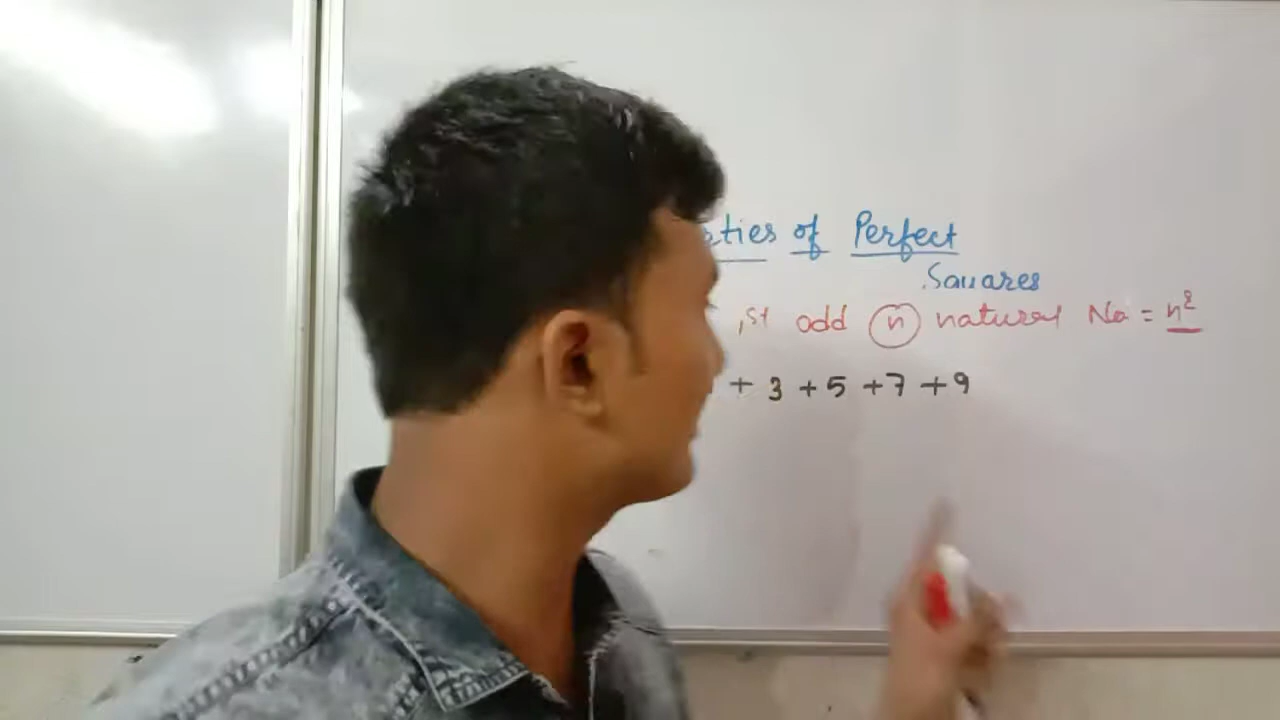 rties of Perfect
Squares
1st odd n natural No = n²
+ 3 + 5 + 7 + 9